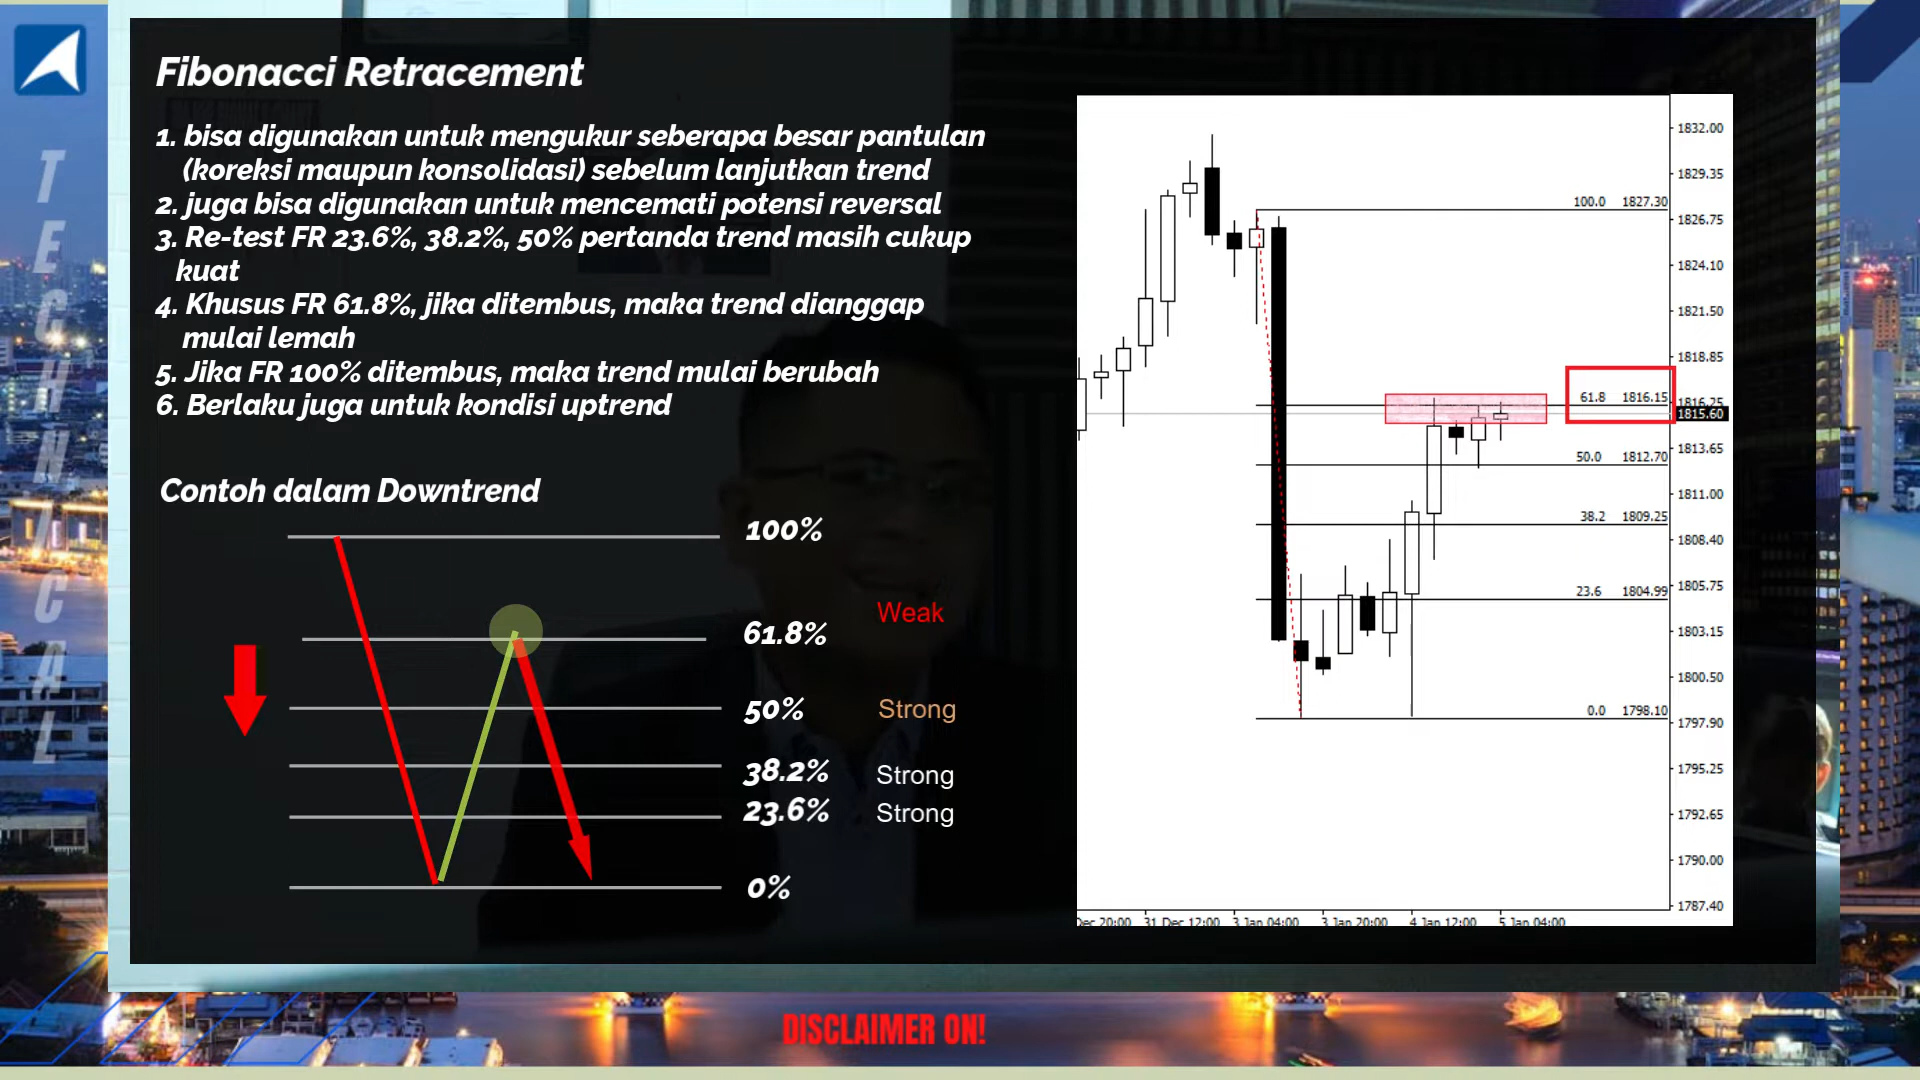 TECHNICAL
Fibonacci Retracement
1. bisa digunakan untuk mengukur seberapa besar pantulan
(koreksi maupun konsolidasi) sebelum lanjutkan trend
2. juga bisa digunakan untuk mencemati potensi reversal
3. Re-test FR 23.6%, 38.2%, 50% pertanda trend masih cukup
kuat
4. Khusus FR 61.8%, jika ditembus, maka trend dianggap
mulai lemah
5. Jika FR 100% ditembus, maka trend mulai berubah
6. Berlaku juga untuk kondisi uptrend
Contoh dalam Downtrend
100%
61.8% Weak
50% Strong
38.2% Strong
23.6% Strong
0%
100.0 1827.30
61.8 1816.15
50.0 1812.70
38.2 1809.25
23.6 1804.99
0.0 1798.10
1832.00
1829.35
1826.75
1824.10
1821.50
1818.85
1816.25
1815.60
1813.65
1811.00
1808.40
1805.75
1803.15
1800.50
1797.90
1795.25
1792.65
1790.00
1787.40
Dec 20:00 31 Dec 12:00 3 Jan 04:00 3 Jan 20:00 4 Jan 12:00 5 Jan 04:00
DISCLAIMER ON!